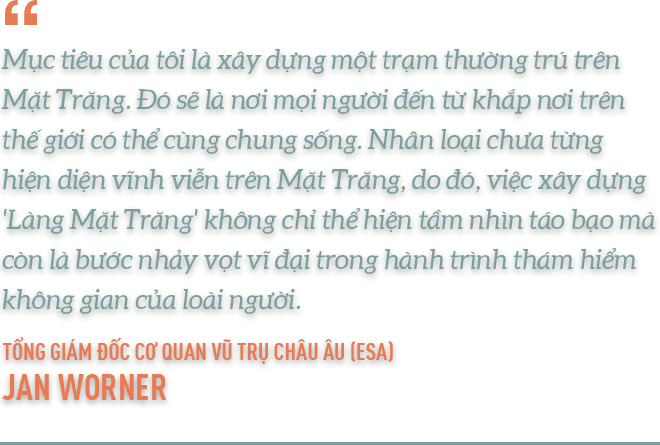 “
Mục tiêu của tôi là xây dựng một trạm thường trú trên
Mặt Trăng. Đó sẽ là nơi mọi người đến từ khắp nơi trên
thế giới có thể cùng chung sống. Nhân loại chưa từng
hiện diện vĩnh viễn trên Mặt Trăng, do đó, việc xây dựng
'Làng Mặt Trăng' không chỉ thể hiện tầm nhìn táo bạo mà
còn là bước nhảy vọt vĩ đại trong hành trình thám hiểm
không gian của loài người.
TỔNG GIÁM ĐỐC CƠ QUAN VŨ TRỤ CHÂU ÂU (ESA)
JAN WORNER